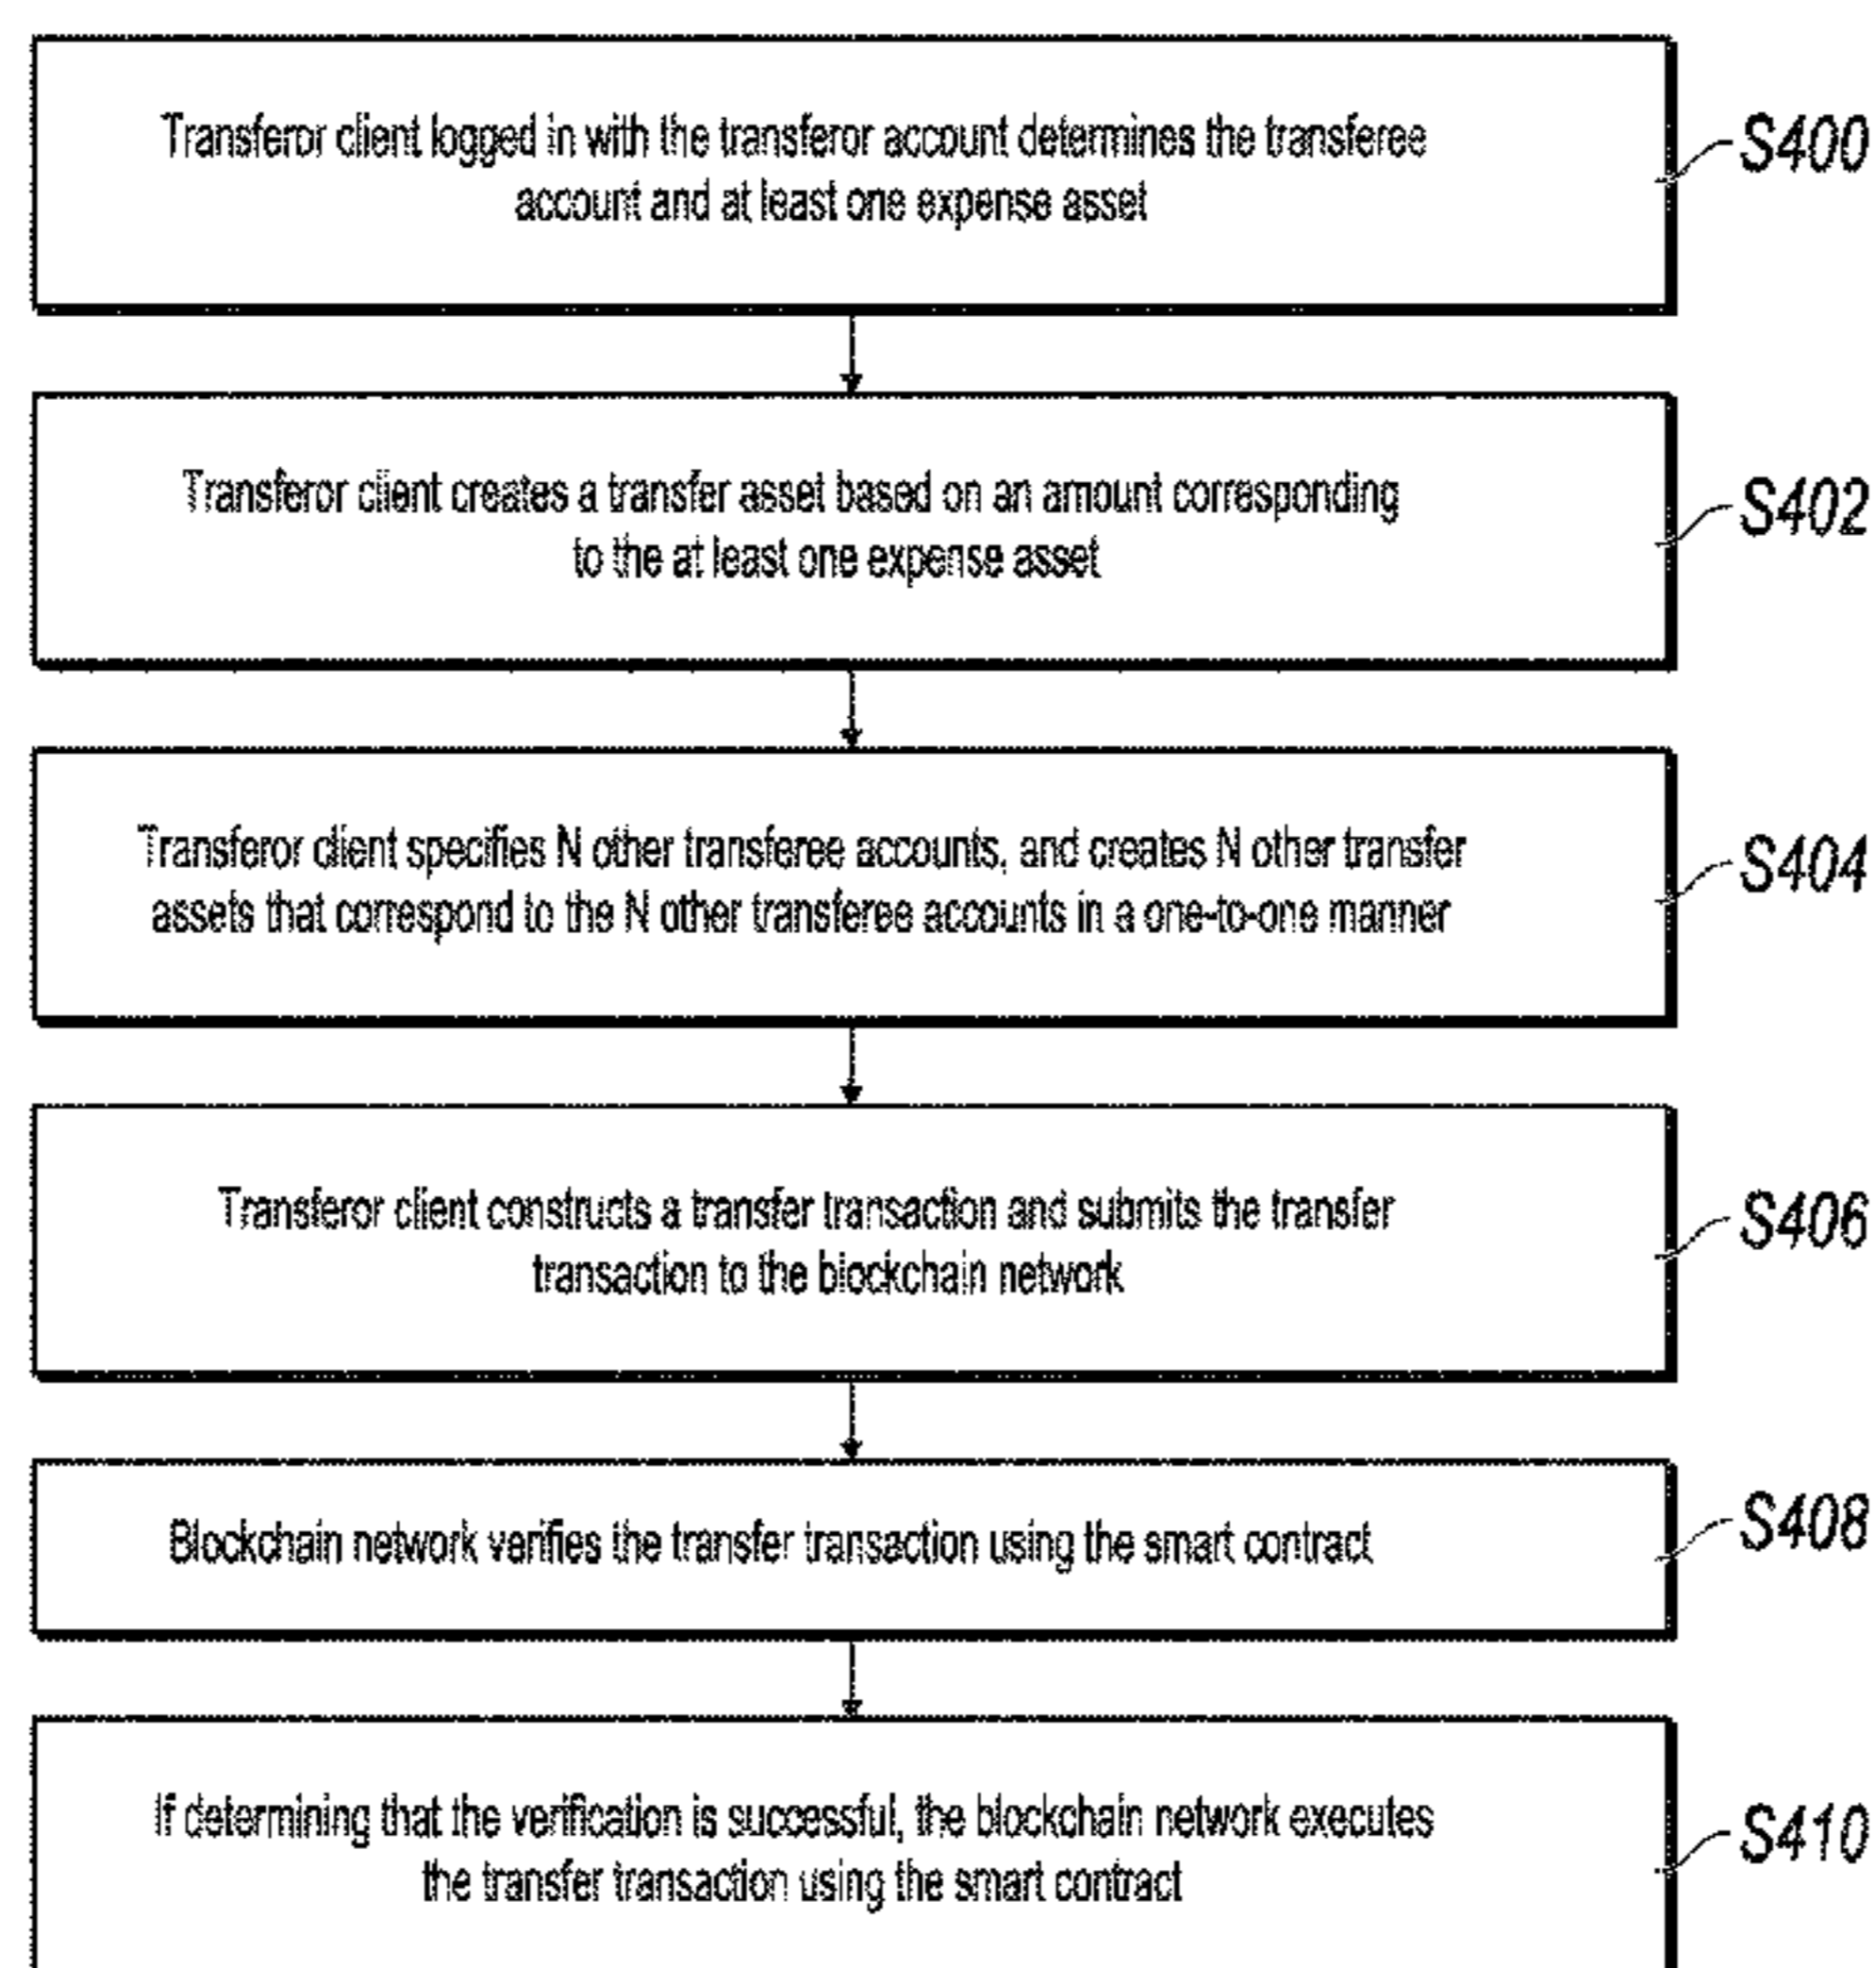 Transferor client logged in with the transferor account determines the transferee
account and at least one expense asset
S400
Transferor client creates a transfer asset based on an amount corresponding
to the at least one expense asset
S402
Transferor client specifies N other transferee accounts, and creates N other transfer
assets that correspond to the N other transferee accounts in a one-to-one manner
S404
Transferor client constructs a transfer transaction and submits the transfer
transaction to the blockchain network
S406
Blockchain network verifies the transfer transaction using the smart contract
S408
If determining that the verification is successful, the blockchain network executes
the transfer transaction using the smart contract
S410